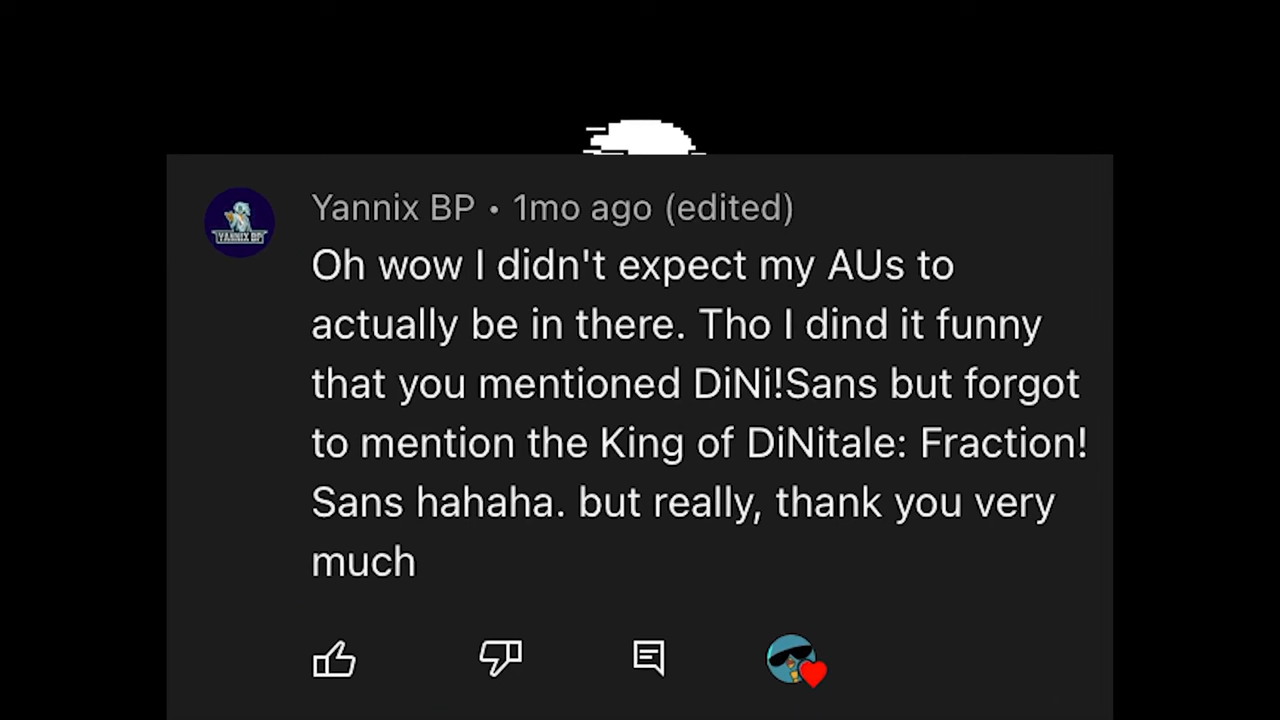 Yannix BP • 1mo ago (edited)
Oh wow I didn't expect my AUs to
actually be in there. Tho I dind it funny
that you mentioned DiNi!Sans but forgot
to mention the King of DiNitale: Fraction!
Sans hahaha. but really, thank you very
much
YANNIX BP